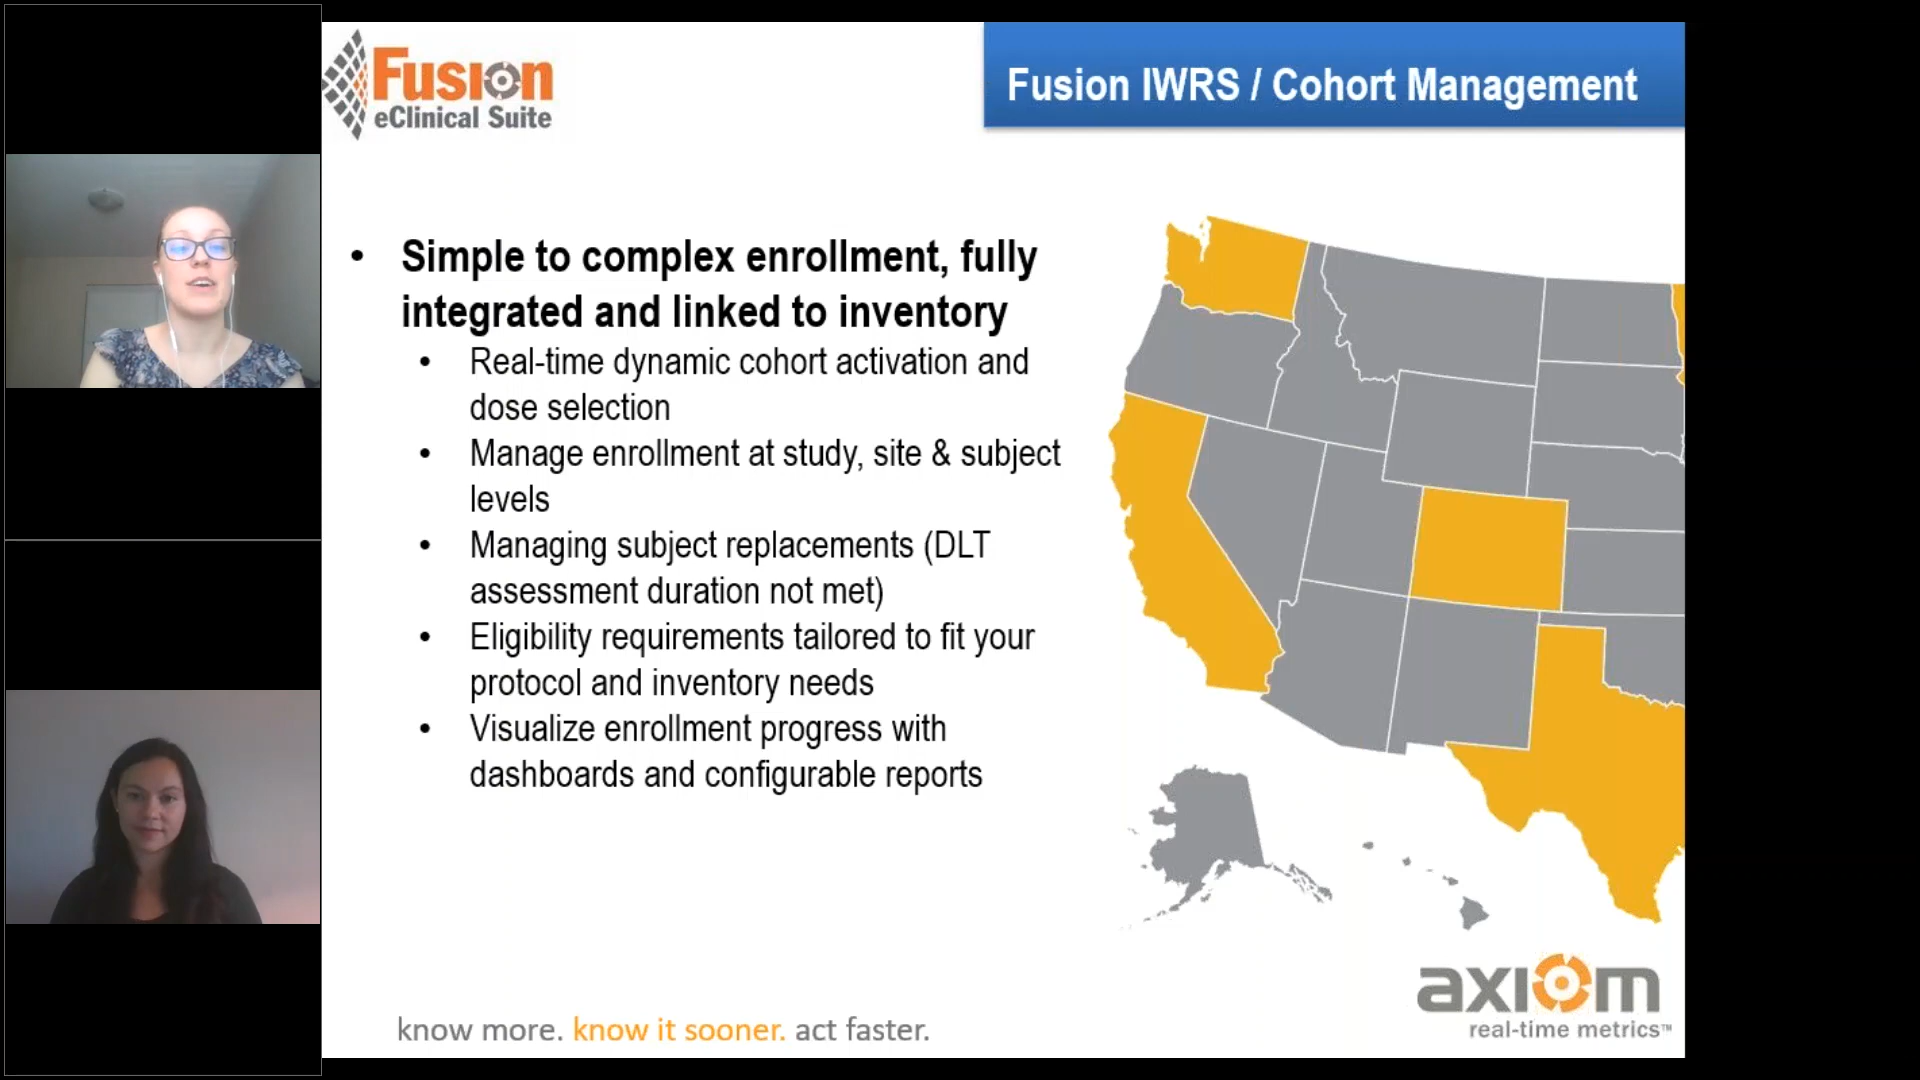 Fusion
eClinical Suite
Fusion IWRS / Cohort Management
• Simple to complex enrollment, fully
integrated and linked to inventory
• Real-time dynamic cohort activation and
dose selection
• Manage enrollment at study, site & subject
levels
• Managing subject replacements (DLT
assessment duration not met)
• Eligibility requirements tailored to fit your
protocol and inventory needs
• Visualize enrollment progress with
dashboards and configurable reports
axiom
real-time metrics™
know more. know it sooner. act faster.